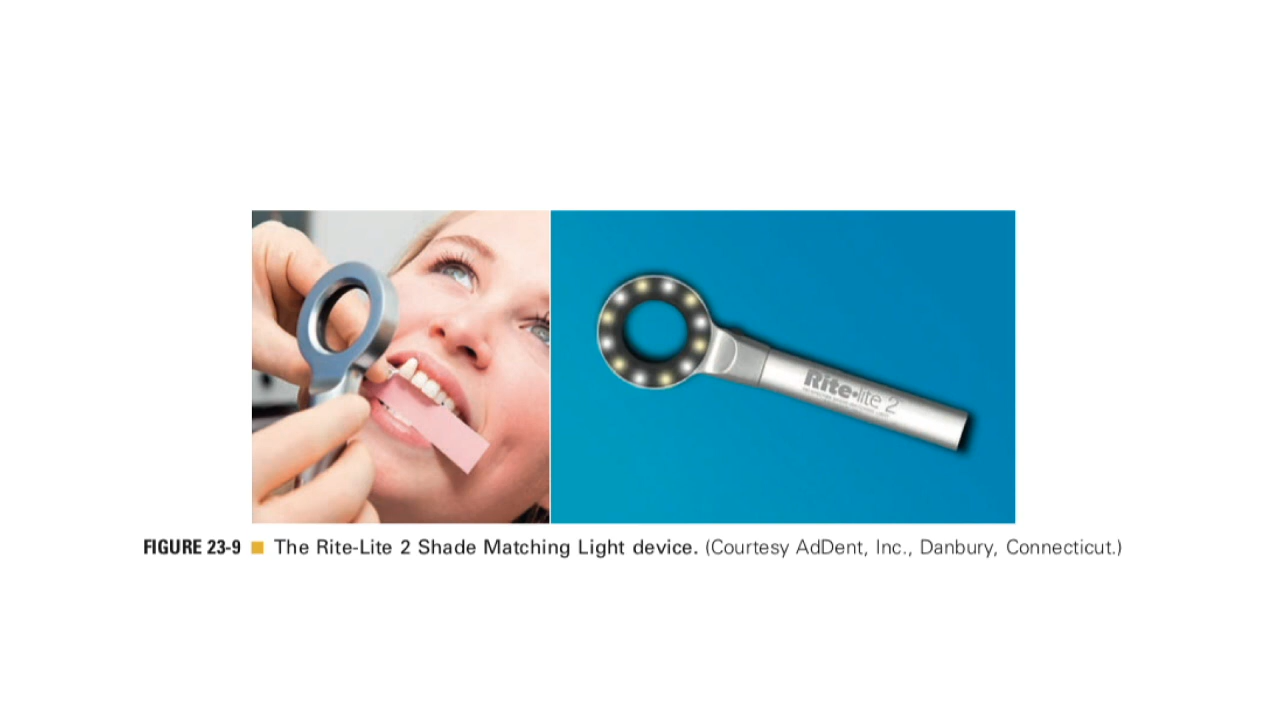 Rite•lite 2
FIGURE 23-9 ■ The Rite-Lite 2 Shade Matching Light device. (Courtesy AdDent, Inc., Danbury, Connecticut.)